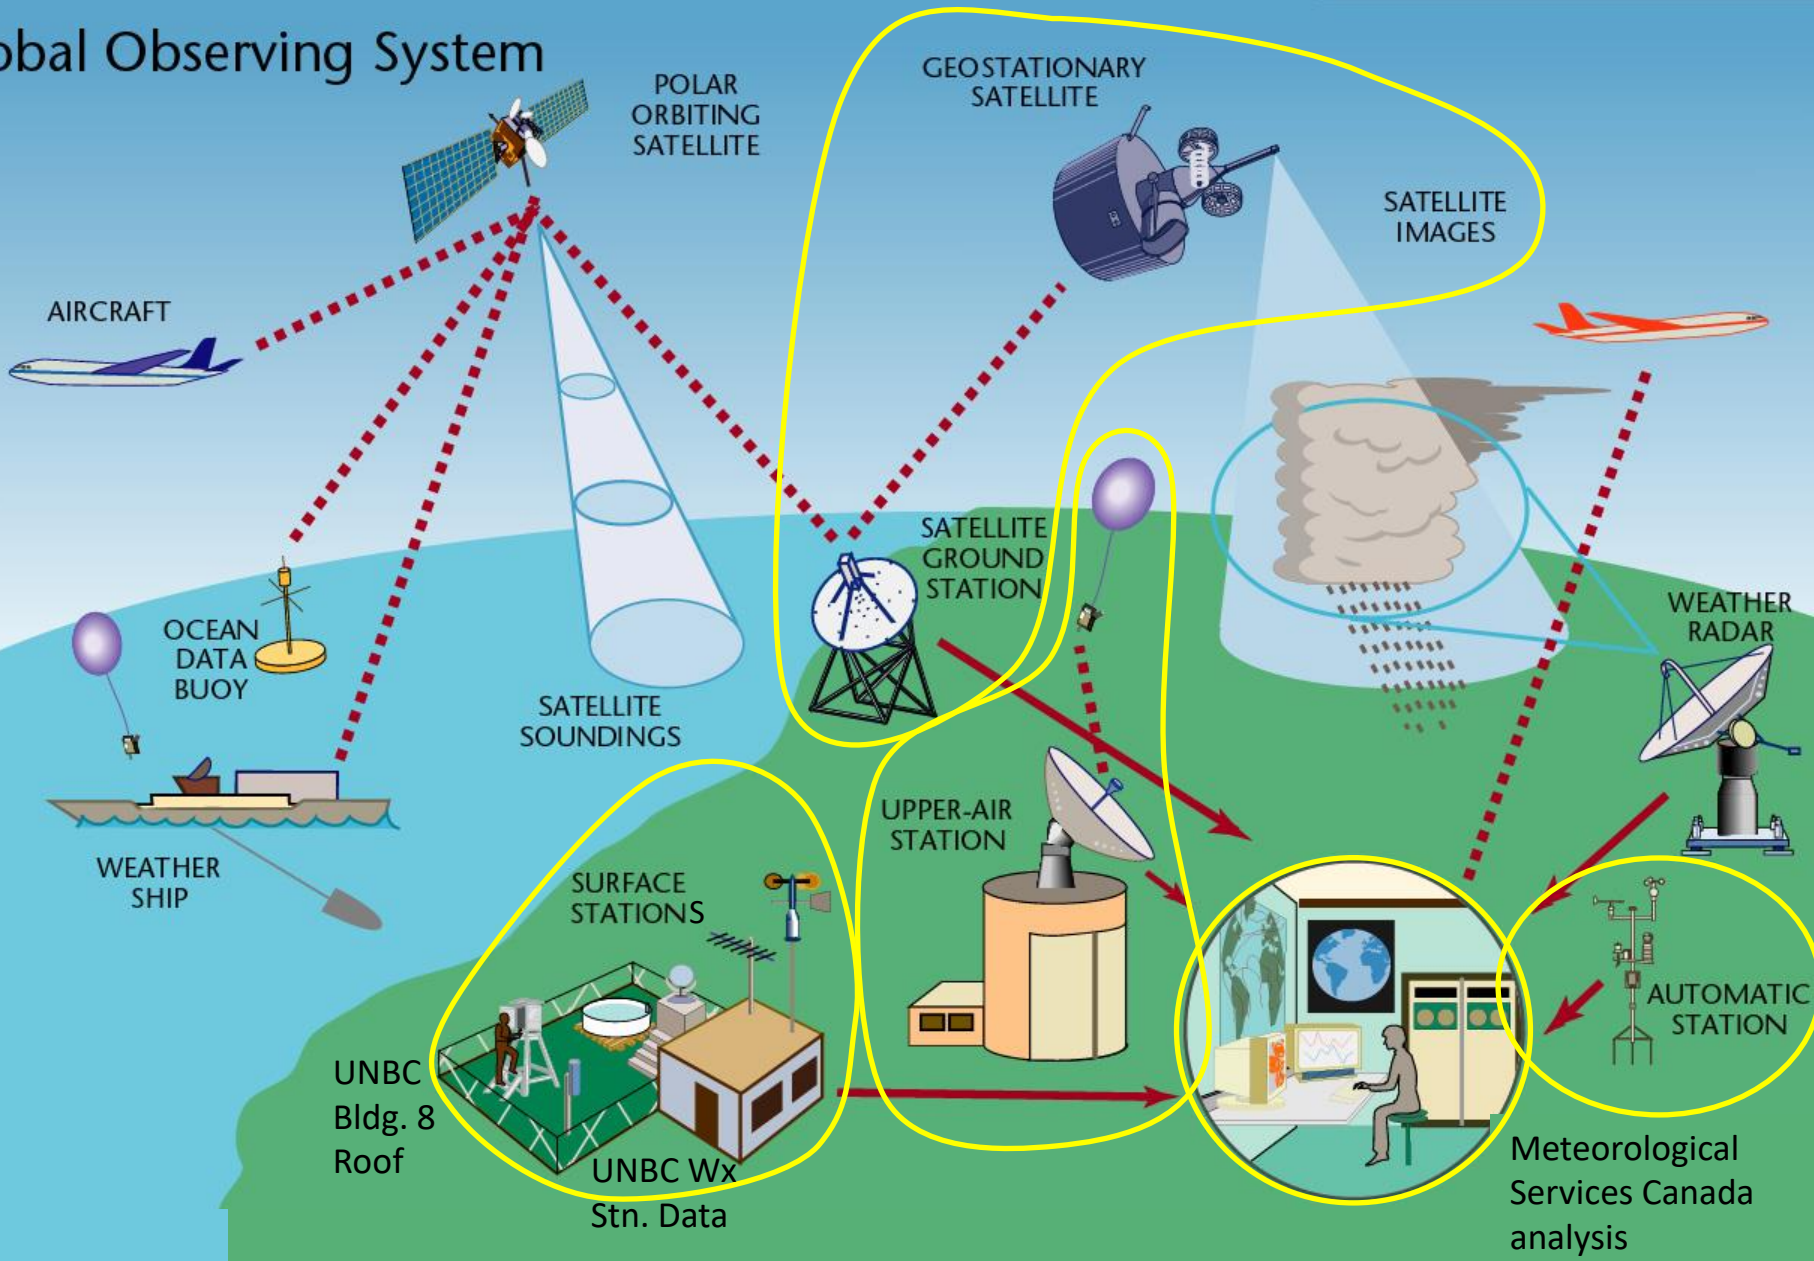 obal Observing System
POLAR
ORBITING
SATELLITE
GEOSTATIONARY
SATELLITE
SATELLITE
IMAGES
AIRCRAFT
SATELLITE
GROUND
STATION
OCEAN
DATA
BUOY
WEATHER
RADAR
SATELLITE
SOUNDINGS
UPPER-AIR
STATION
WEATHER
SHIP
SURFACE
STATIONS
AUTOMATIC
STATION
UNBC
Bldg. 8
Roof
UNBC Wx
Stn. Data
Meteorological
Services Canada
analysis